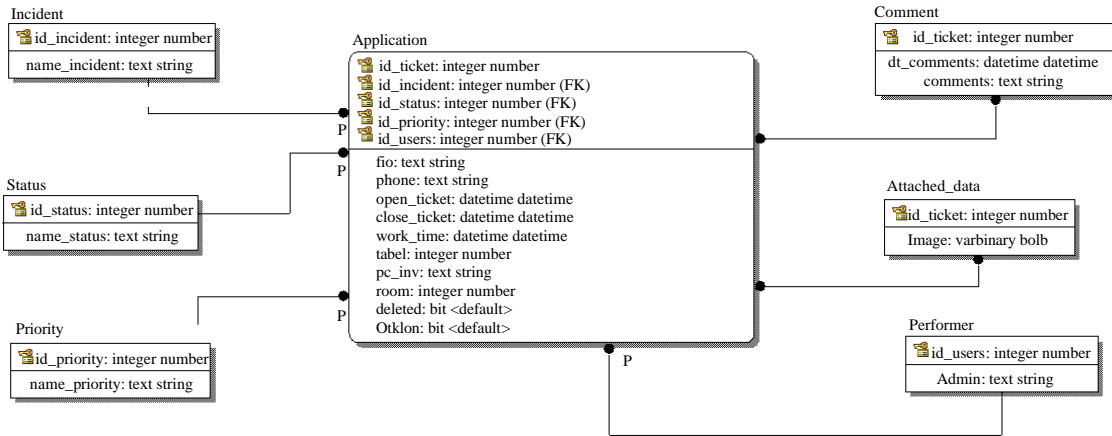 Incident
id_incident: integer number
name_incident: text string
Status
id_status: integer number
name_status: text string
Priority
id_priority: integer number
name_priority: text string
P
P
P
Application
id_ticket: integer number
id_incident: integer number (FK)
id_status: integer number (FK)
id_priority: integer number (FK)
id_users: integer number (FK)
fio: text string
phone: text string
open_ticket: datetime datetime
close_ticket: datetime datetime
work_time: datetime datetime
tabel: integer number
pc_inv: text string
room: integer number
deleted: bit <default>
Otklon: bit <default>
P
Comment
id_ticket: integer number
dt_comments: datetime datetime
comments: text string
Attached_data
id_ticket: integer number
Image: varbinary bolb
Performer
id_users: integer number
Admin: text string